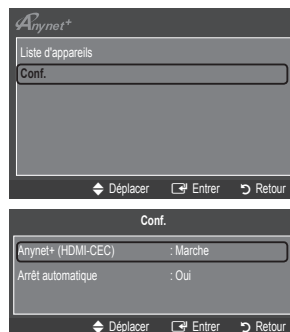 Anynet+
Liste d'appareils
Conf.
Déplacer Entrer Retour
Conf.
Anynet+ (HDMI-CEC) : Marche
Arrêt automatique : Oui
Déplacer Entrer Retour